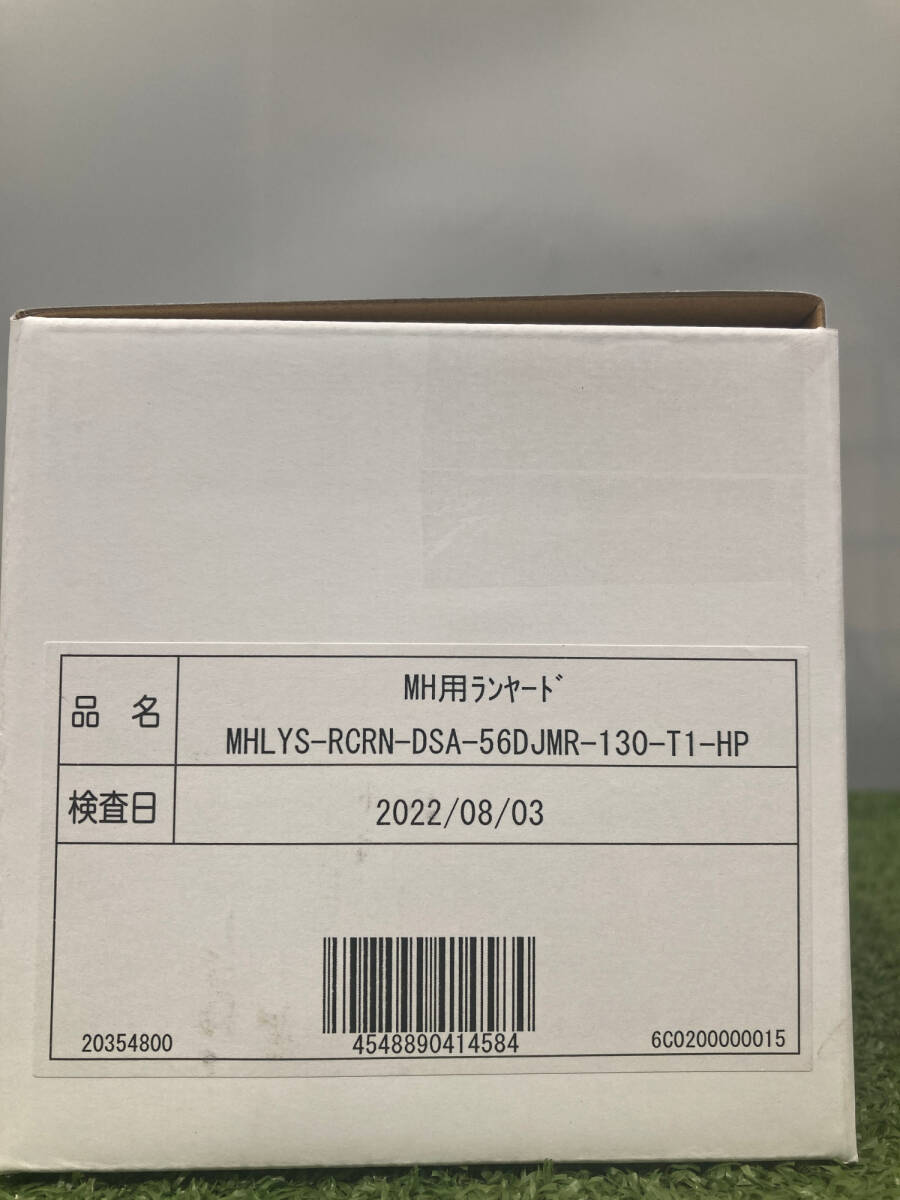 品 名
MH用ﾗﾝﾔｰﾄﾞ
MHLYS-RCRN-DSA-56DJMR-130-T1-HP
検査日
2022/08/03
20354800
4548890414584
6C0200000015